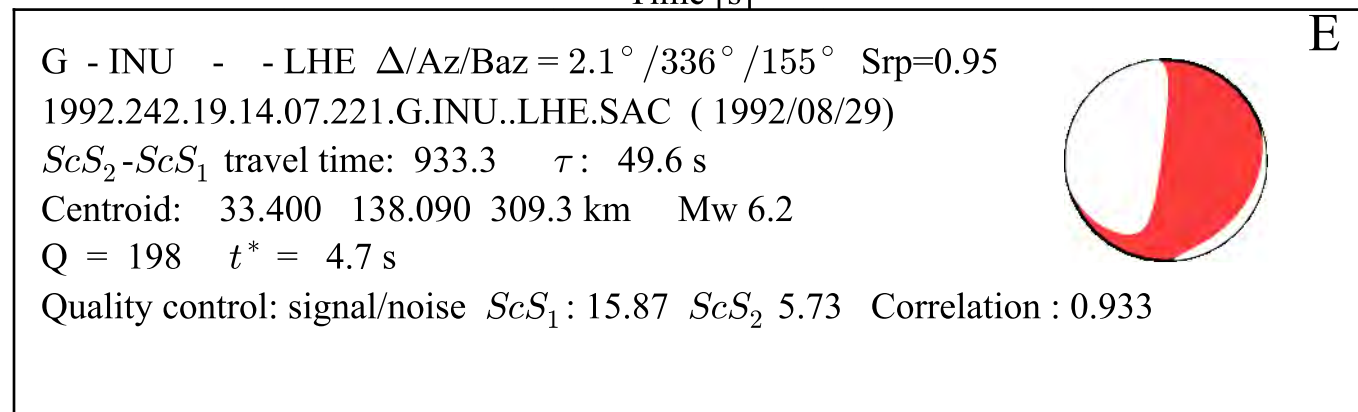 E
G - INU - - LHE Δ/Az/Baz = 2.1° /336° /155° Srp=0.95
1992.242.19.14.07.221.G.INU..LHE.SAC ( 1992/08/29)
ScS₂-ScS₁ travel time: 933.3 τ : 49.6 s
Centroid: 33.400 138.090 309.3 km Mw 6.2
Q = 198 t* = 4.7 s
Quality control: signal/noise ScS₁: 15.87 ScS₂ 5.73 Correlation : 0.933